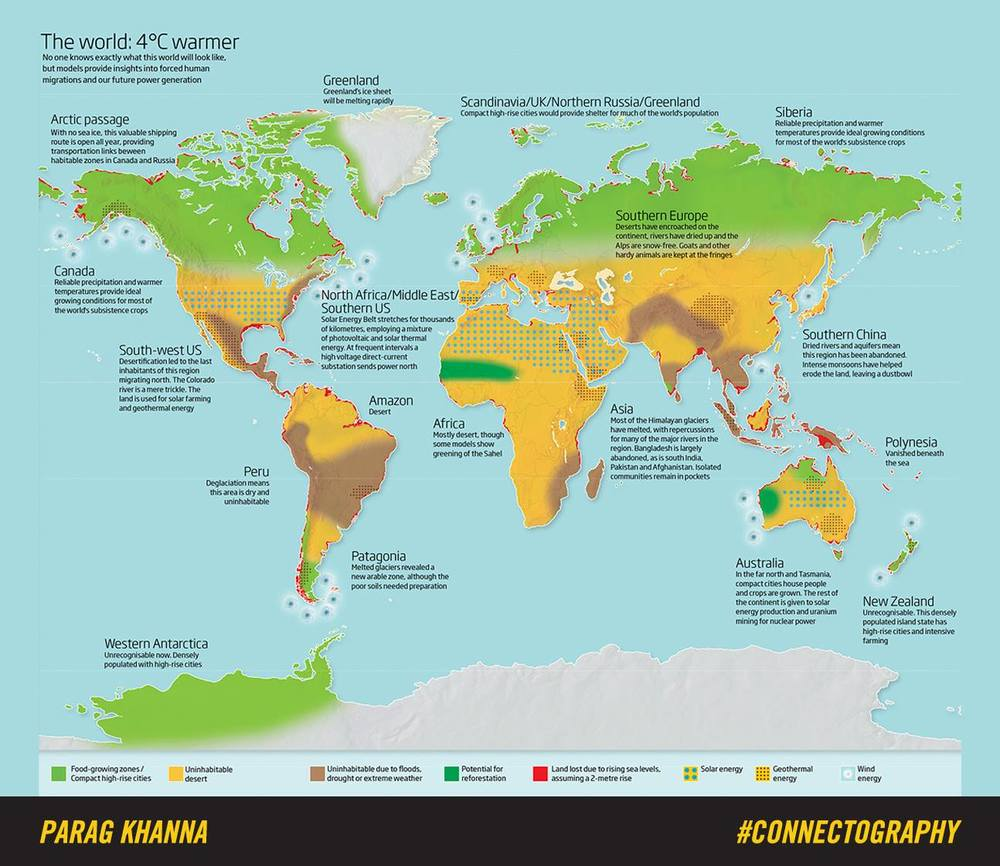 The world: 4°C warmer
No one knows exactly what this world will look like,
but models provide insights into forced human
migrations and our future power generation
Greenland
Greenland's ice sheet
will be melting rapidly
Scandinavia/UK/Northern Russia/Greenland
Compact high-rise cities would provide shelter for much of the world's population
Siberia
Reliable precipitation and warmer
temperatures provide ideal growing conditions
for most of the world's subsistence crops
Arctic passage
With no sea ice, this valuable shipping
route is open all year, providing
transportation links beween
habitable zones in Canada and Russia
Southern Europe
Deserts have encroached on the
continent, rivers have dried up and the
Alps are snow-free. Goats and other
hardy animals are kept at the fringes
Canada
Reliable precipitation and warmer
temperatures provide ideal
growing conditions for most of
the world's subsistence crops
North Africa/Middle East/
Southern US
Solar Energy Belt stretches for thousands
of kilometres, employing a mixture
of photovoltaic and solar thermal
energy. At frequent intervals a
high voltage direct-current
substation sends power north
South-west US
Desertification led to the last
inhabitants of this region
migrating north. The Colorado
river is a mere trickle. The
land is used for solar farming
and geothermal energy
Southern China
Dried rivers and aquifers mean
this region has been abandoned.
Intense monsoons have helped
erode the land, leaving a dustbowl
Amazon
Desert
Africa
Mostly desert, though
some models show
greening of the Sahel
Asia
Most of the Himalayan glaciers
have melted, with repercussions
for many of the major rivers in the
region. Bangladesh is largely
abandoned, as is south India,
Pakistan and Afghanistan. Isolated
communities remain in pockets
Polynesia
Vanished beneath
the sea
Peru
Deglaciation means
this area is dry and
uninhabitable
Patagonia
Melted glaciers revealed a
new arable zone, although the
poor soils needed preparation
Australia
In the far north and Tasmania,
compact cities house people
and crops are grown. The rest of
the continent is given to solar
energy production and uranium
mining for nuclear power
New Zealand
Unrecognisable. This densely
populated island state has
high-rise cities and intensive
farming
Western Antarctica
Unrecognisable now. Densely
populated with high-rise cities
Food-growing zones/
Compact high-rise cities
Uninhabitable
desert
Uninhabitable due to floods,
drought or extreme weather
Potential for
reforestation
Land lost due to rising sea levels,
assuming a 2-metre rise
Solar energy
Geothermal
energy
Wind
energy
PARAG KHANNA
#CONNECTOGRAPHY